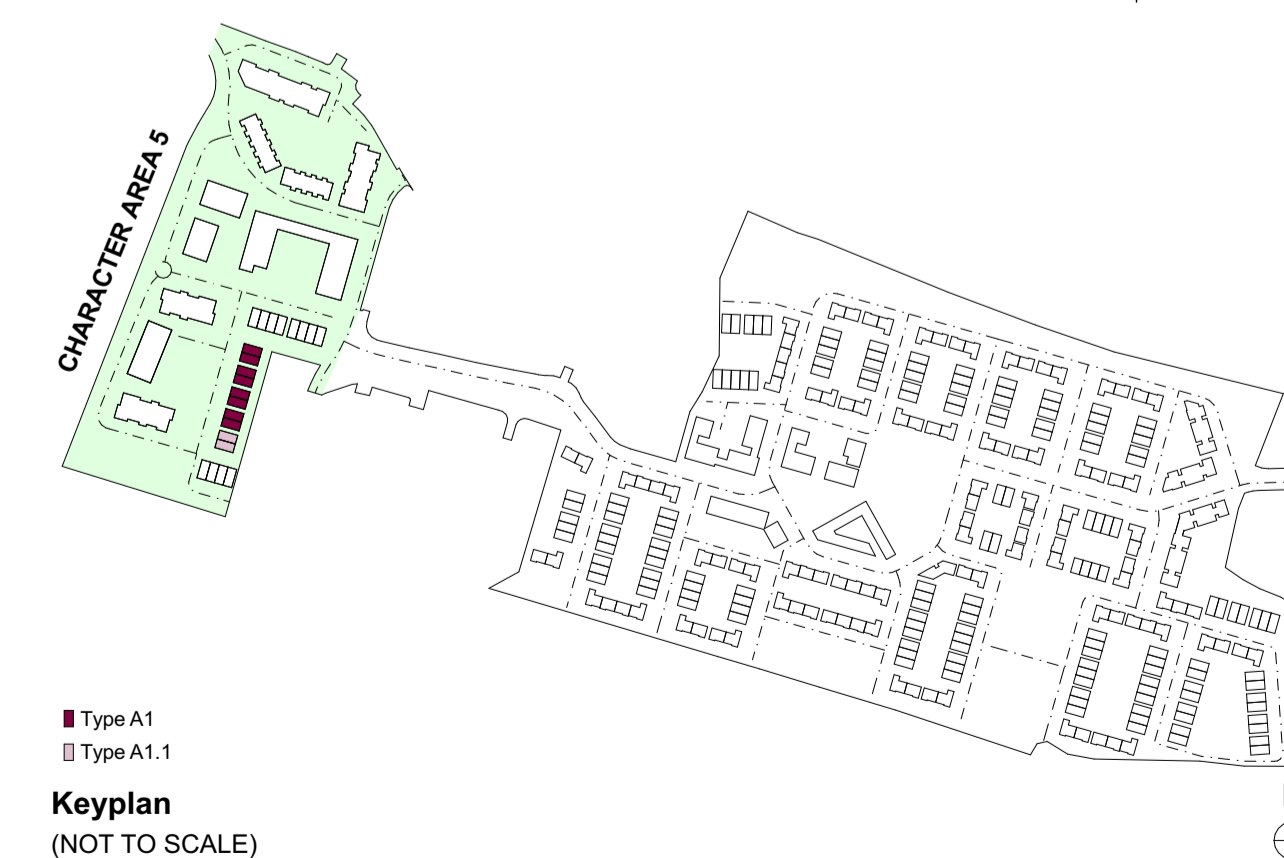 CHARACTER AREA 5
Type A1
Type A1.1
Keyplan
(NOT TO SCALE)